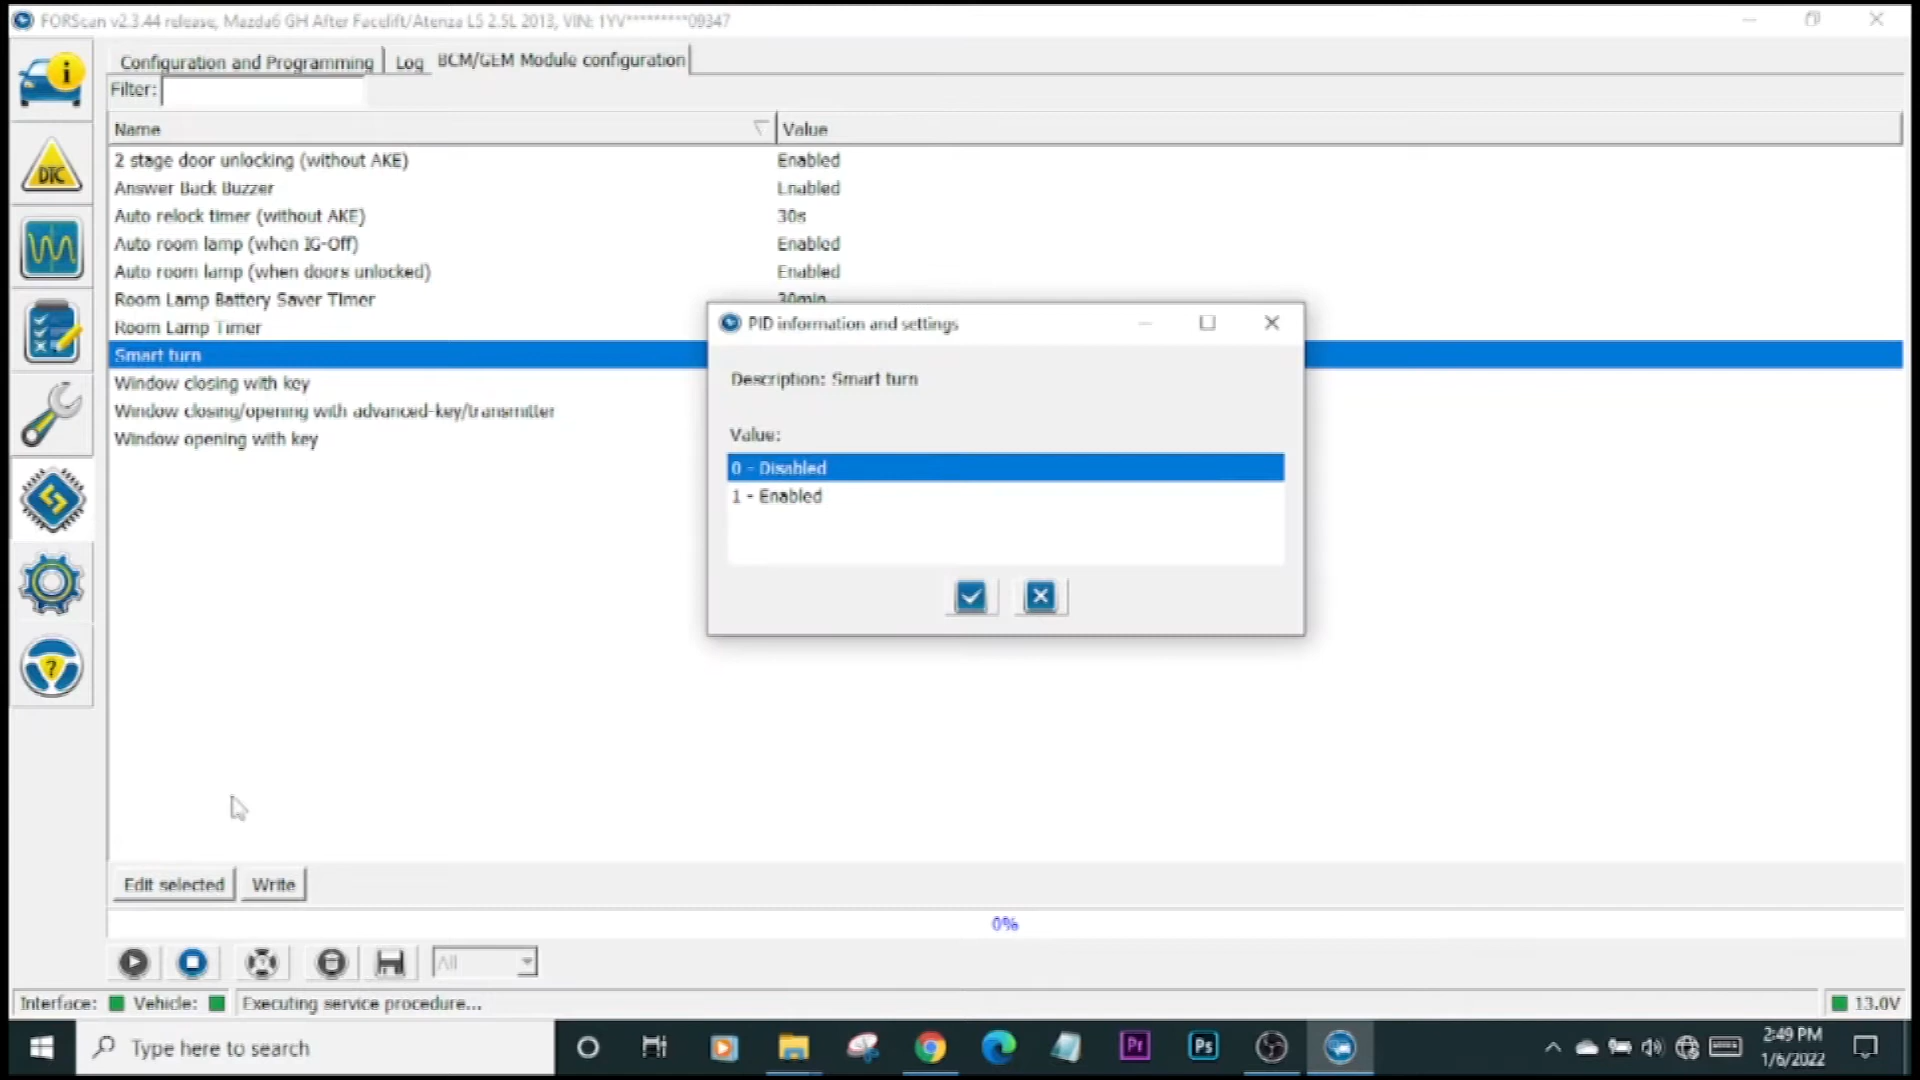 FORScan v2.3.44 release, Mazda6 GH After Facelift/Atenza L5 2.5L 2013, VIN: 1YV*********09347
Configuration and Programming
Log
BCM/GEM Module configuration
Filter:
Name
Value
2 stage door unlocking (without AKE)
Enabled
Answer Back Buzzer
Enabled
Auto relock timer (without AKE)
30s
Auto room lamp (when IG-Off)
Enabled
Auto room lamp (when doors unlocked)
Enabled
Room Lamp Battery Saver Timer
30min
Room Lamp Timer
Smart turn
Window closing with key
Window closing/opening with advanced-key/transmitter
Window opening with key
PID information and settings
Description: Smart turn
Value:
0 - Disabled
1 - Enabled
DTC
Edit selected
Write
0%
All
Interface:
Vehicle:
Executing service procedure...
13.0V
Type here to search
Pr
Ps
2:49 PM
1/6/2022